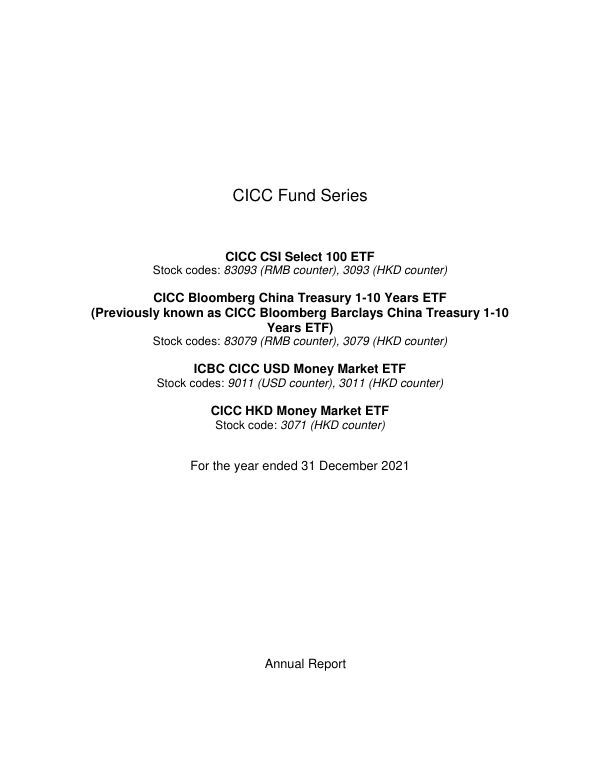 CICC Fund Series
CICC CSI Select 100 ETF
Stock codes: 83093 (RMB counter), 3093 (HKD counter)
CICC Bloomberg China Treasury 1-10 Years ETF
(Previously known as CICC Bloomberg Barclays China Treasury 1-10
Years ETF)
Stock codes: 83079 (RMB counter), 3079 (HKD counter)
ICBC CICC USD Money Market ETF
Stock codes: 9011 (USD counter), 3011 (HKD counter)
CICC HKD Money Market ETF
Stock code: 3071 (HKD counter)
For the year ended 31 December 2021
Annual Report